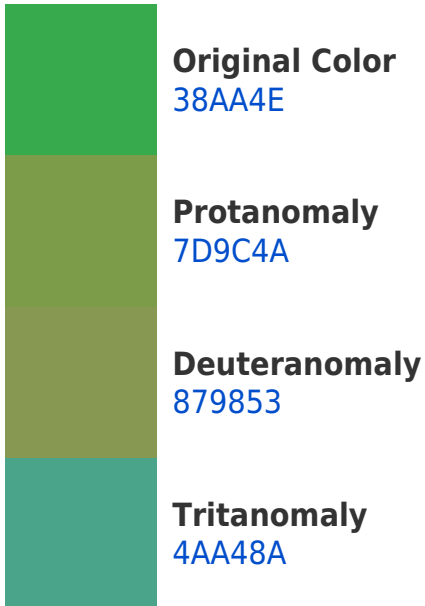 Original Color
38AA4E
Protanomaly
7D9C4A
Deuteranomaly
879853
Tritanomaly
4AA48A